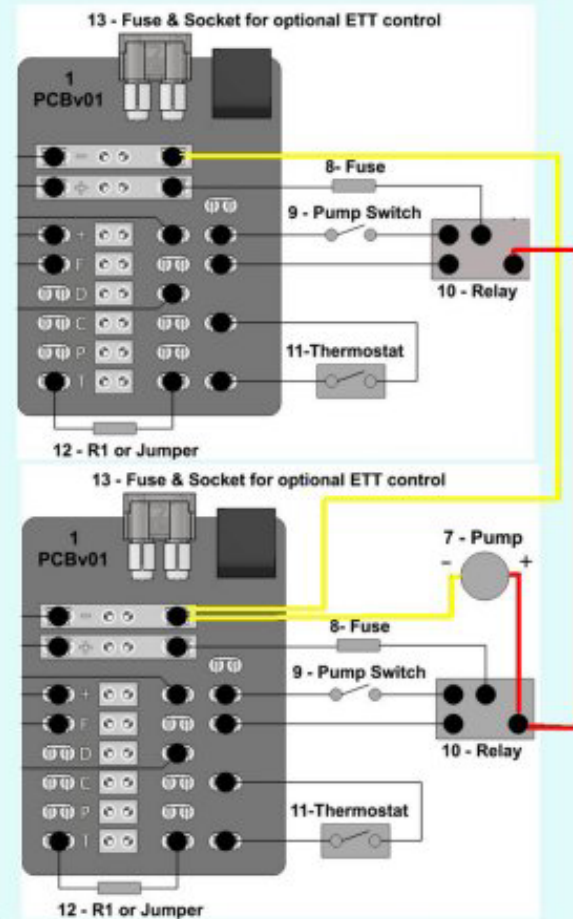 13 - Fuse & Socket for optional ETT control
1
PCBv01
8- Fuse
9 - Pump Switch
+
F
10 - Relay
D
C
11-Thermostat
P
T
12 - R1 or Jumper
13 - Fuse & Socket for optional ETT control
1
PCBv01
7 - Pump
- +
8- Fuse
9 - Pump Switch
+
F
10 - Relay
D
C
11-Thermostat
P
T
12 - R1 or Jumper